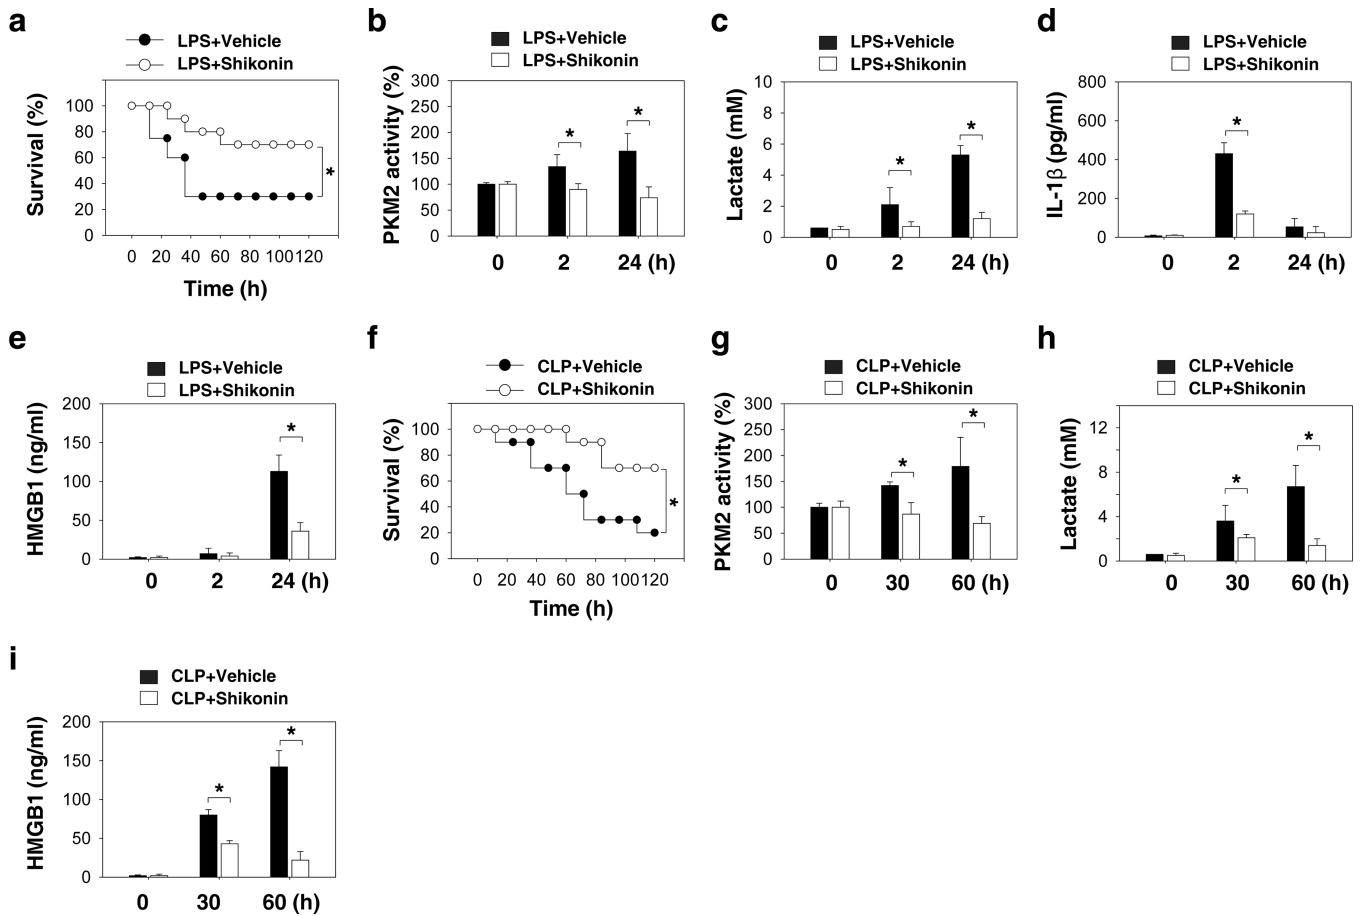 a
LPS+Vehicle
LPS+Shikonin
Survival (%)
100
80
60
40
20
0
0 20 40 60 80 100 120
Time (h)
*
b
LPS+Vehicle
LPS+Shikonin
PKM2 activity (%)
300
250
200
150
100
50
0
* *
0 2 24 (h)
c
LPS+Vehicle
LPS+Shikonin
Lactate (mM)
10
8
6
4
2
0
* *
0 2 24 (h)
d
LPS+Vehicle
LPS+Shikonin
IL-1β (pg/ml)
800
600
400
200
0
*
0 2 24 (h)
e
LPS+Vehicle
LPS+Shikonin
HMGB1 (ng/ml)
200
150
100
50
0
*
0 2 24 (h)
f
CLP+Vehicle
CLP+Shikonin
Survival (%)
100
80
60
40
20
0
0 20 40 60 80 100 120
Time (h)
*
g
CLP+Vehicle
CLP+Shikonin
PKM2 activity (%)
300
250
200
150
100
50
0
* *
0 30 60 (h)
h
CLP+Vehicle
CLP+Shikonin
Lactate (mM)
12
8
4
0
* *
0 30 60 (h)
i
CLP+Vehicle
CLP+Shikonin
HMGB1 (ng/ml)
200
150
100
50
0
* *
0 30 60 (h)